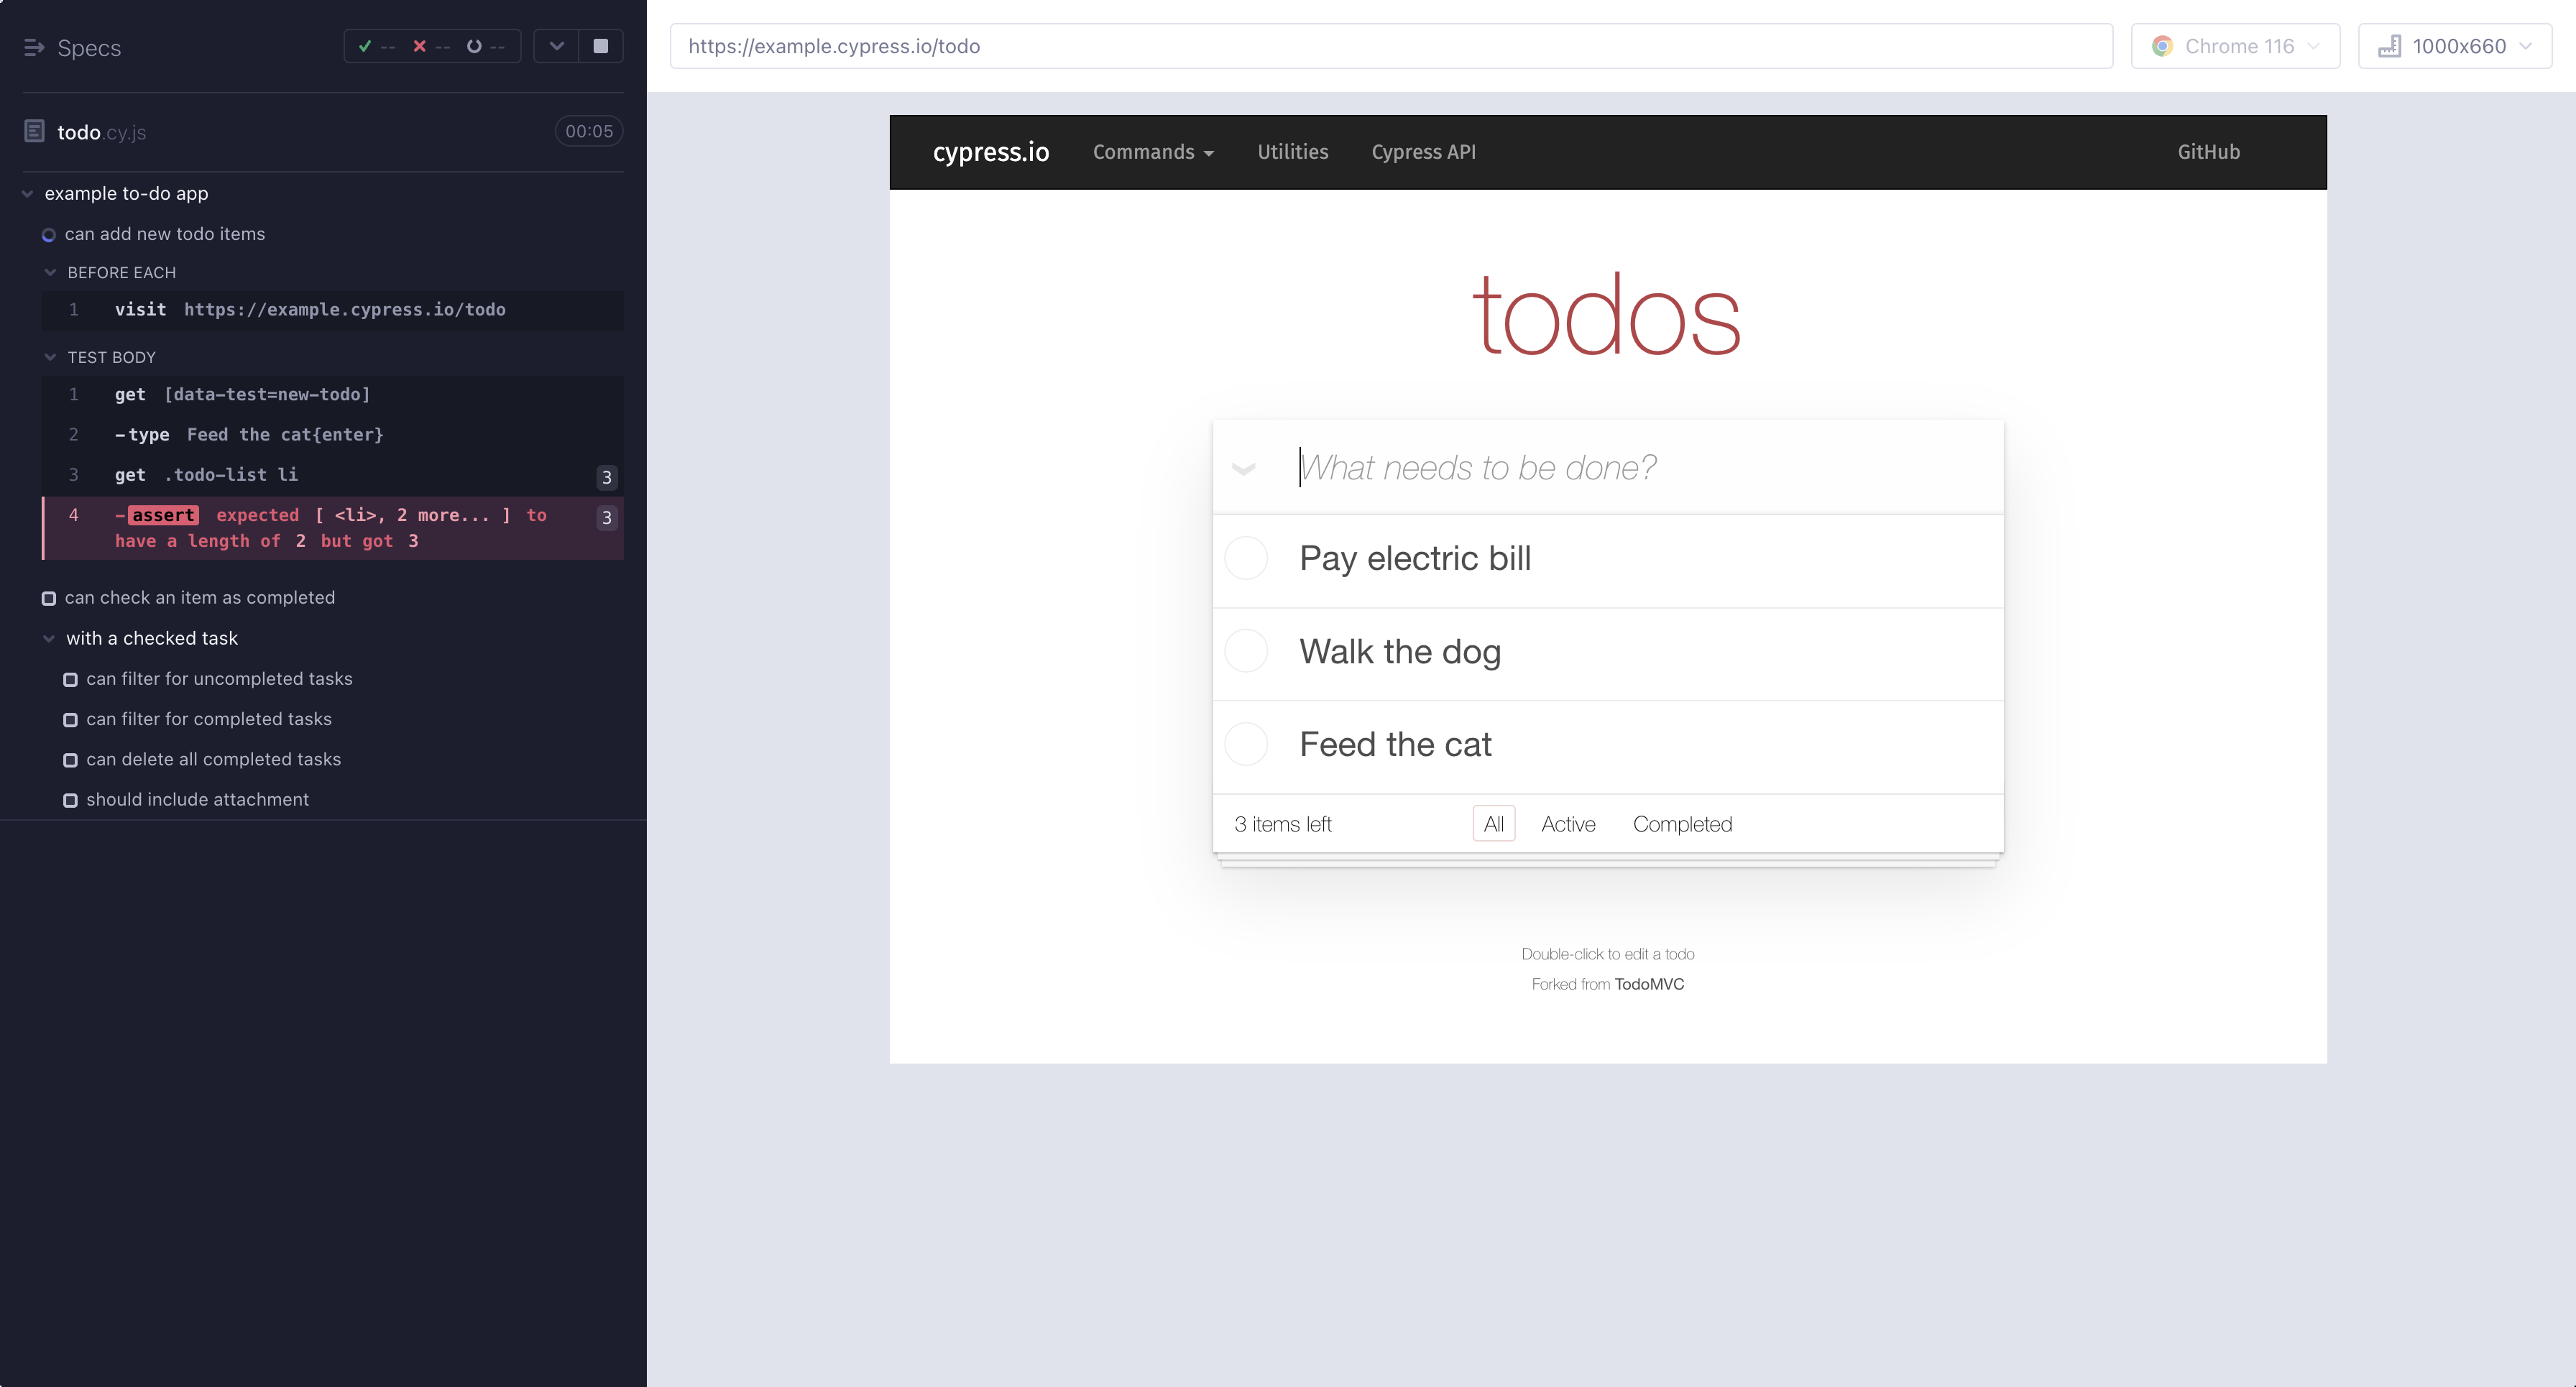 Specs -- -- --
todo.cy.js 00:05
example to-do app
can add new todo items
BEFORE EACH
1 visit https://example.cypress.io/todo
TEST BODY
1 get [data-test=new-todo]
2 -type Feed the cat{enter}
3 get .todo-list li 3
4 -assert expected [ <li>, 2 more... ] to 3
have a length of 2 but got 3
can check an item as completed
with a checked task
can filter for uncompleted tasks
can filter for completed tasks
can delete all completed tasks
should include attachment
https://example.cypress.io/todo Chrome 116 1000x660
cypress.io Commands Utilities Cypress API GitHub
todos
What needs to be done?
Pay electric bill
Walk the dog
Feed the cat
3 items left All Active Completed
Double-click to edit a todo
Forked from TodoMVC